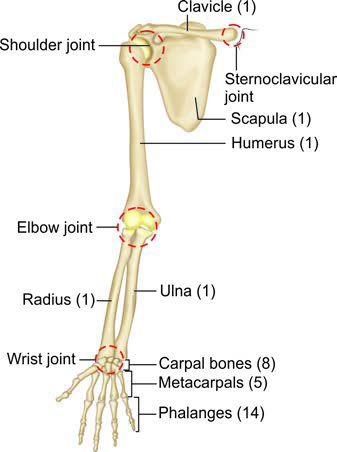 Clavicle (1)
Shoulder joint
Sternoclavicular
joint
Scapula (1)
Humerus (1)
Elbow joint
Radius (1)
Ulna (1)
Wrist joint
Carpal bones (8)
Metacarpals (5)
Phalanges (14)